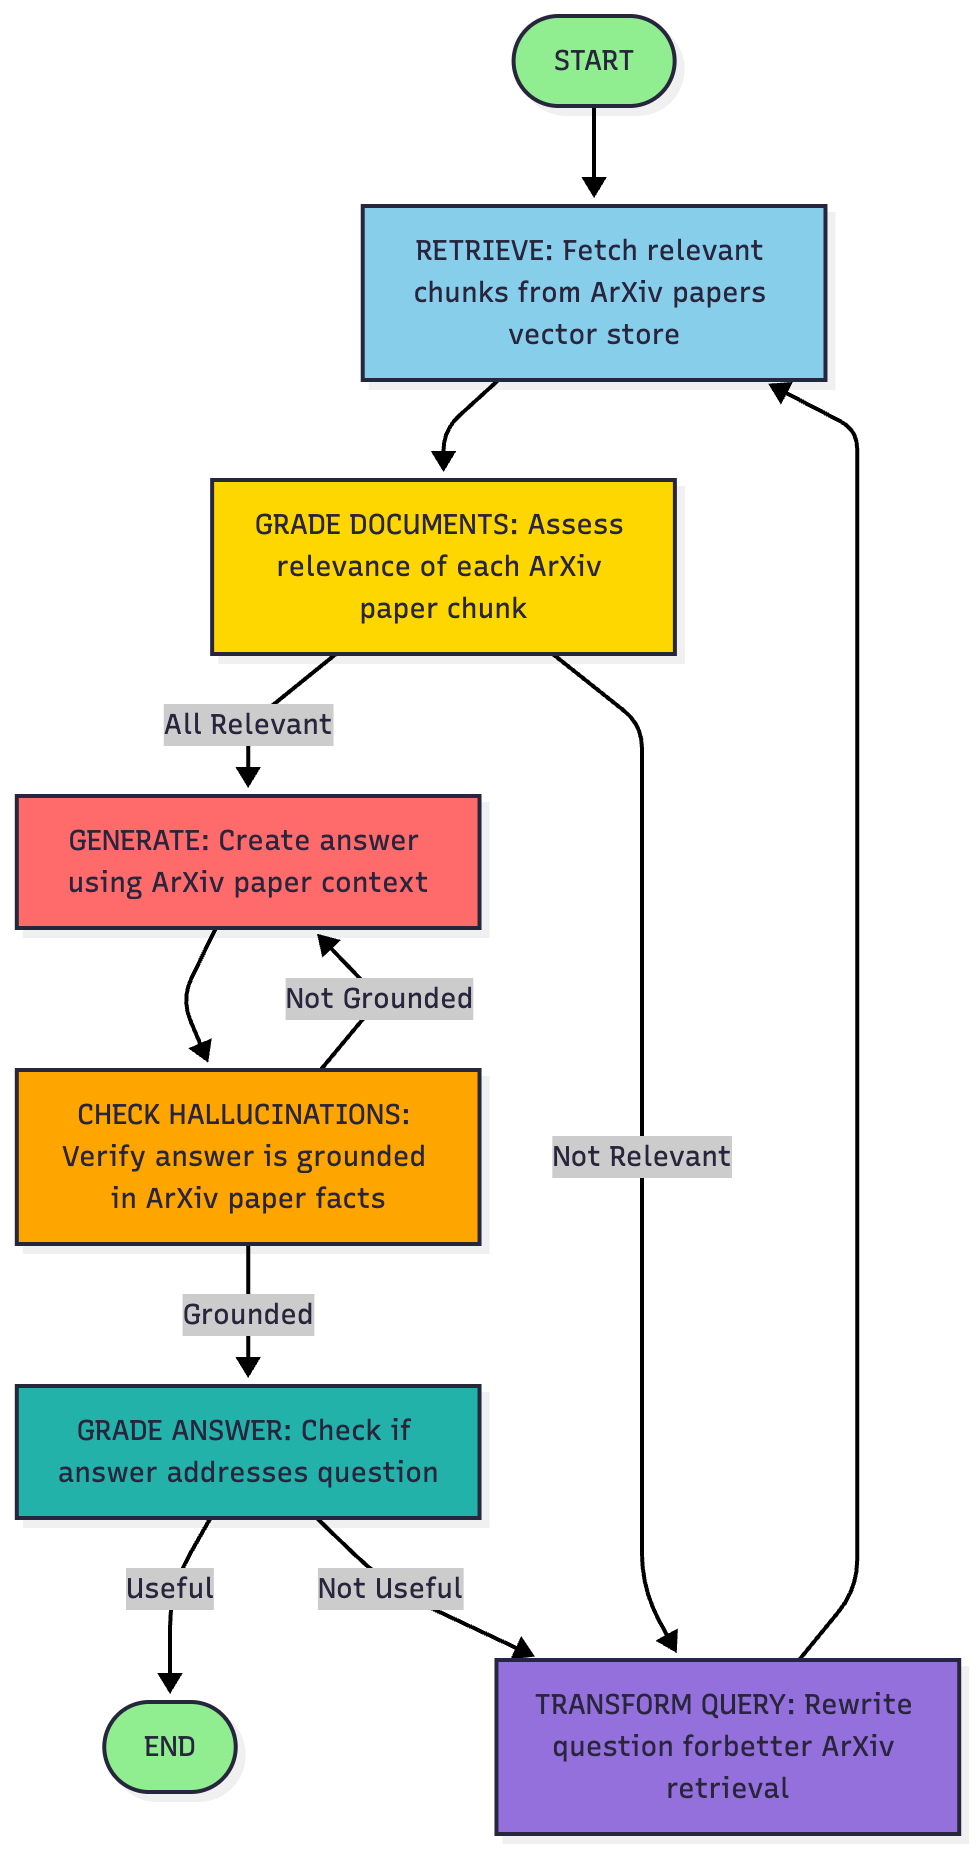 START
RETRIEVE: Fetch relevant
chunks from ArXiv papers
vector store
GRADE DOCUMENTS: Assess
relevance of each ArXiv
paper chunk
All Relevant
GENERATE: Create answer
using ArXiv paper context
Not Grounded
CHECK HALLUCINATIONS:
Verify answer is grounded
in ArXiv paper facts
Not Relevant
Grounded
GRADE ANSWER: Check if
answer addresses question
Useful
Not Useful
TRANSFORM QUERY: Rewrite
question forbetter ArXiv
retrieval
END